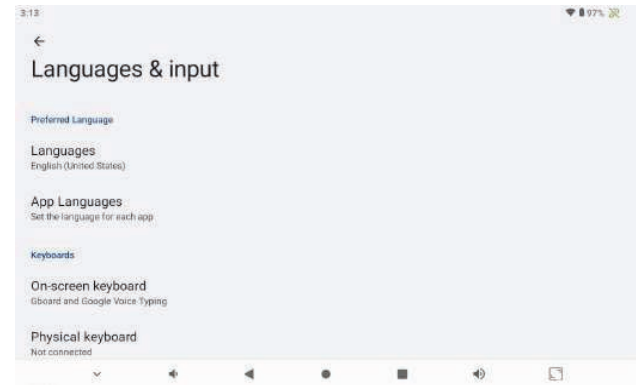 3:13
97%
Languages & input
Preferred Language
Languages
English (United States)
App Languages
Set the language for each app
Keyboards
On-screen keyboard
Gboard and Google Voice Typing
Physical keyboard
Not connected